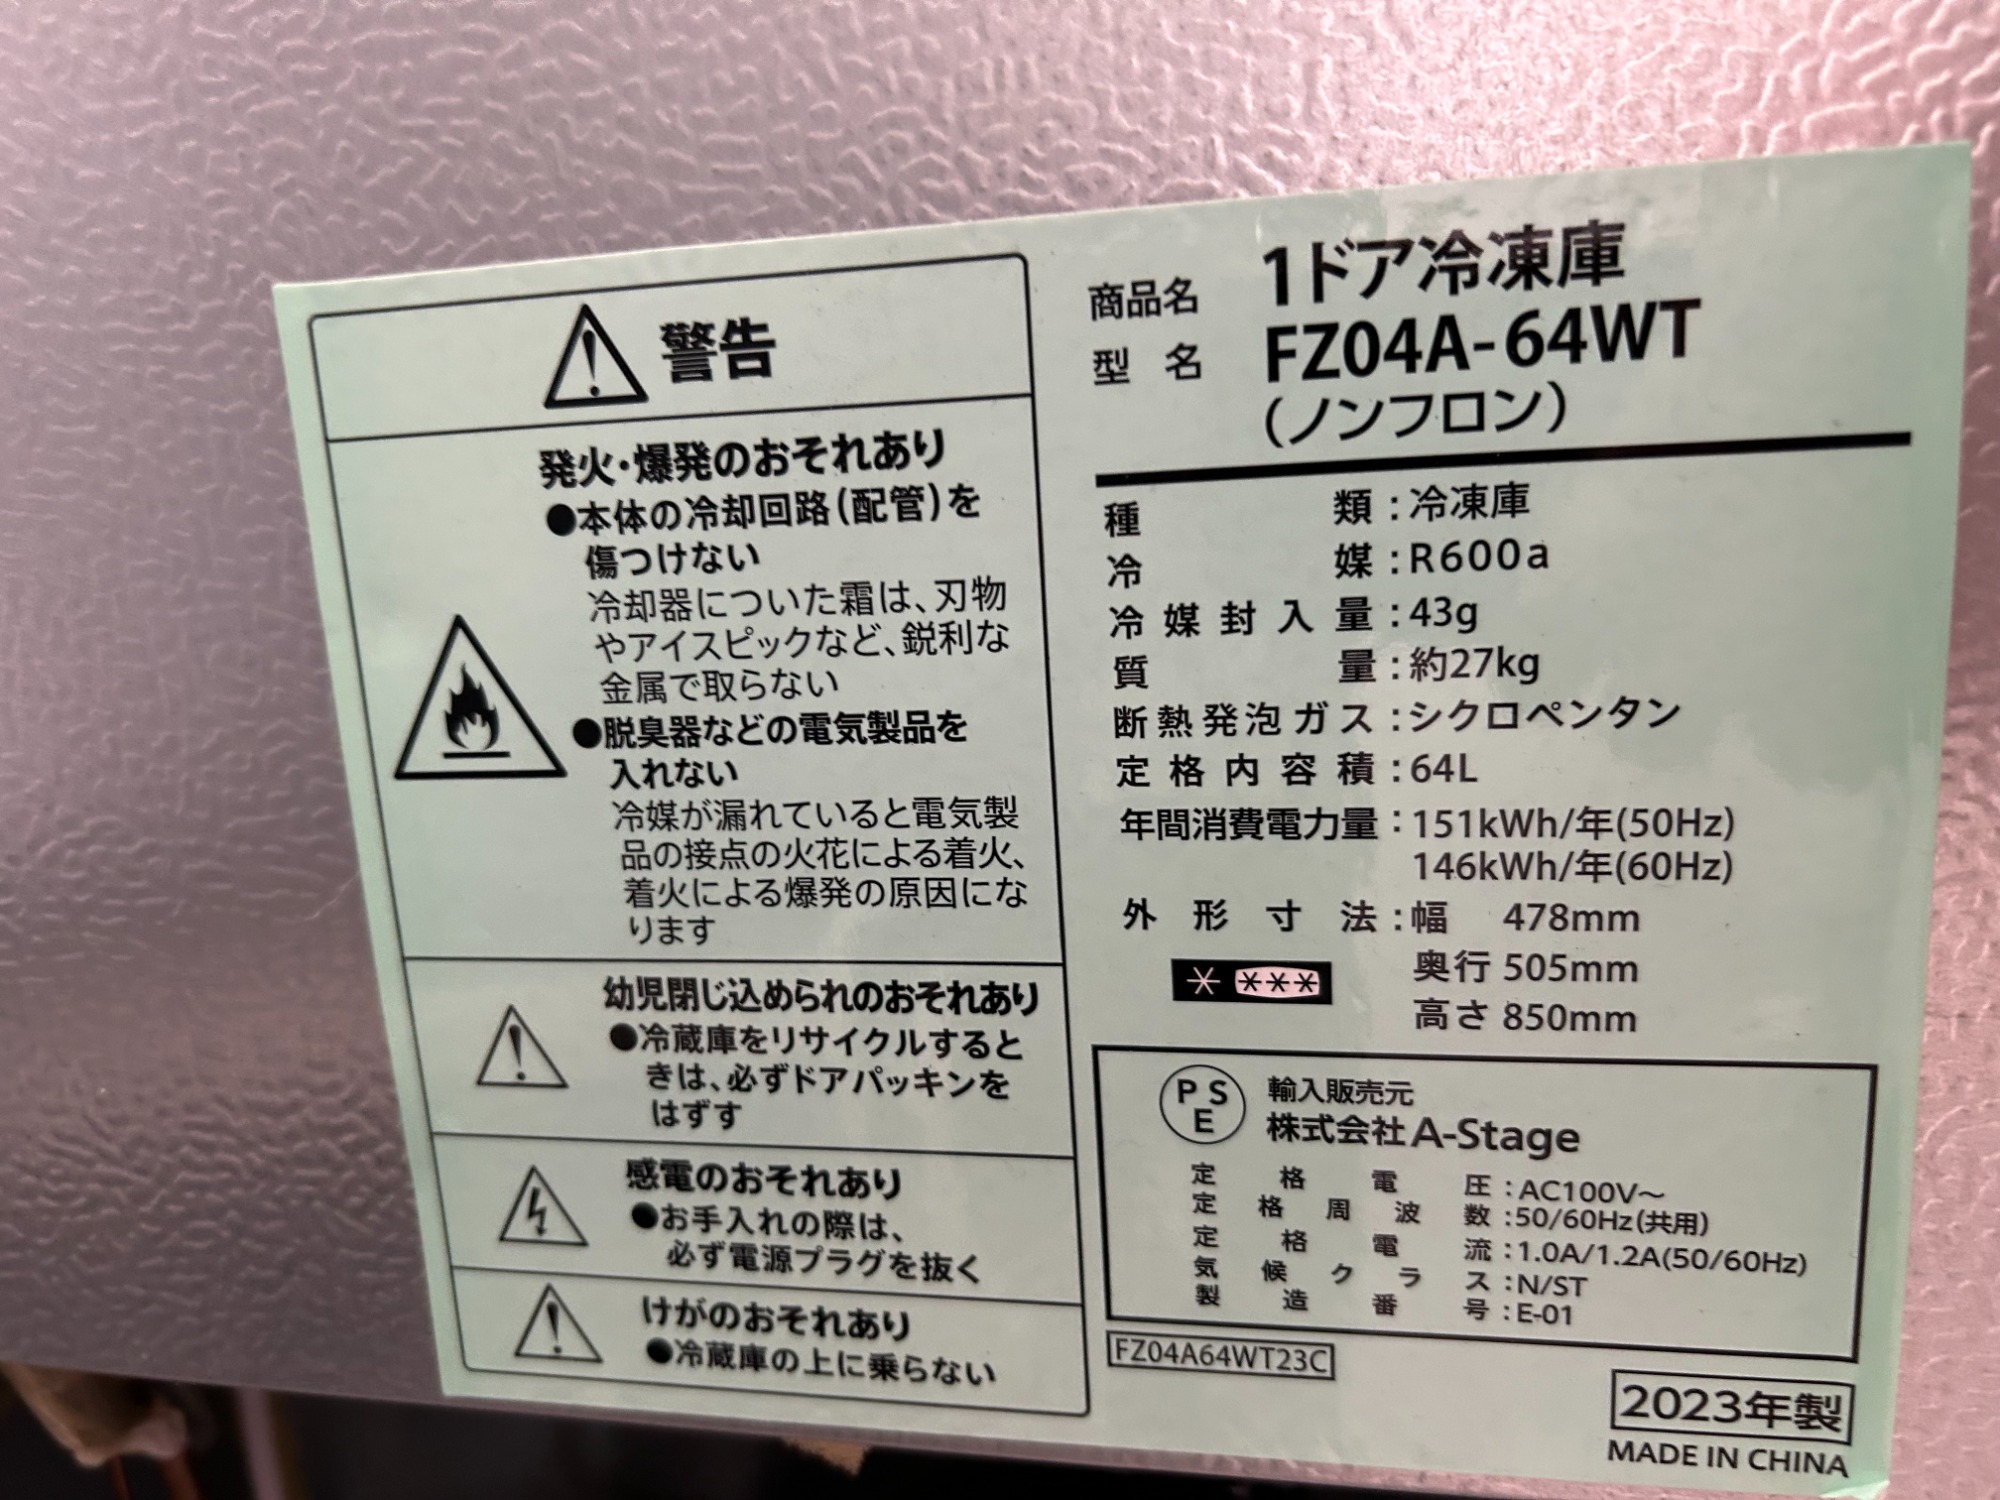 警告
発火・爆発のおそれあり
●本体の冷却回路(配管)を
傷つけない
冷却器についた霜は、刃物
やアイスピックなど、鋭利な
金属で取らない
●脱臭器などの電気製品を
入れない
冷媒が漏れていると電気製
品の接点の火花による着火、
着火による爆発の原因にな
ります
幼児閉じ込められのおそれあり
●冷蔵庫をリサイクルすると
きは、必ずドアパッキンを
はずす
感電のおそれあり
●お手入れの際は、
必ず電源プラグを抜く
けがのおそれあり
●冷蔵庫の上に乗らない
商品名 1ドア冷凍庫
型名 FZ04A-64WT
(ノンフロン)
種類:冷凍庫
冷媒:R600a
冷媒封入量:43g
質量:約27kg
断熱発泡ガス:シクロペンタン
定格内容積:64L
年間消費電力量:151kWh/年(50Hz)
146kWh/年(60Hz)
外形寸法:幅 478mm
奥行 505mm
高さ 850mm
PSE
輸入販売元
株式会社A-Stage
定格電圧:AC100V～
定格周波数:50/60Hz(共用)
定格電流:1.0A/1.2A(50/60Hz)
気候クラス:N/ST
製造番号:E-01
FZ04A64WT23C
2023年製
MADE IN CHINA